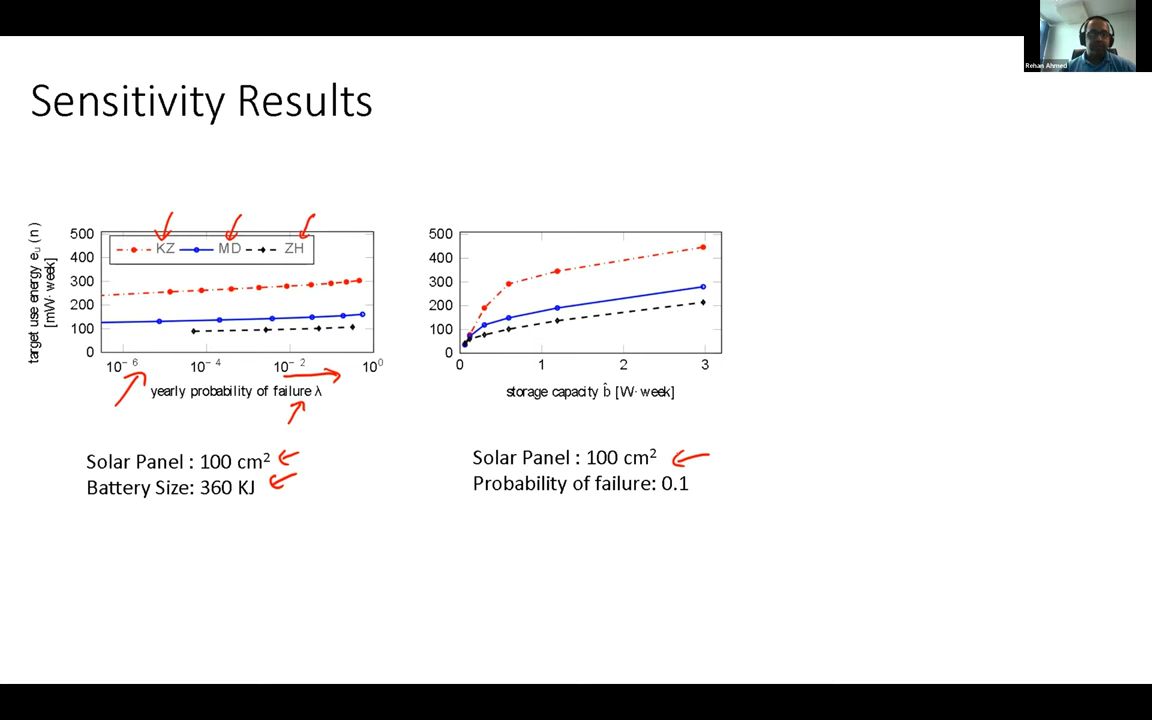 Rehan Ahmed
Sensitivity Results
target use energy eᵤ (n)
[mW· week]
500
400
300
200
100
0
KZ MD ZH
10⁻⁶ 10⁻⁴ 10⁻² 10⁰
yearly probability of failure λ
500
400
300
200
100
0
0 1 2 3
storage capacity b̂ [W· week]
Solar Panel : 100 cm²
Battery Size: 360 KJ
Solar Panel : 100 cm²
Probability of failure: 0.1